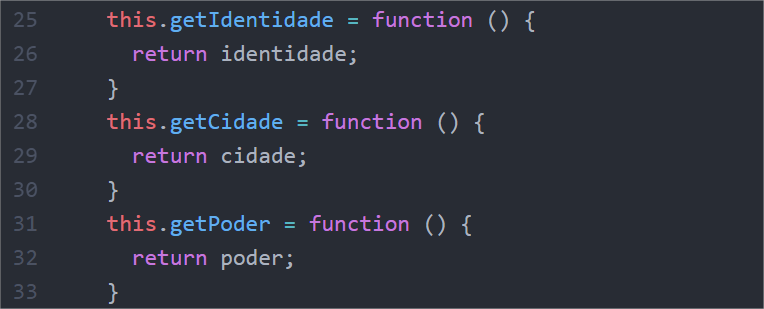 25 this.getIdentidade = function () {
26 return identidade;
27 }
28 this.getCidade = function () {
29 return cidade;
30 }
31 this.getPoder = function () {
32 return poder;
33 }